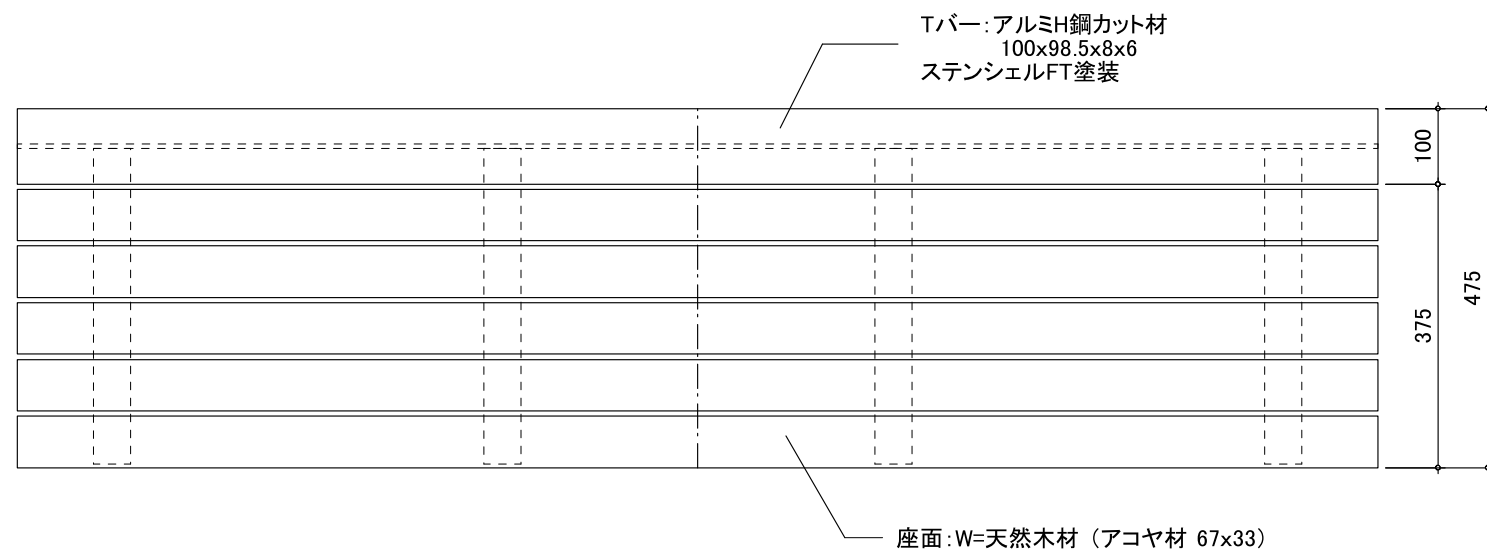 Tバー：アルミH鋼カット材
100x98.5x8x6
ステンシェルFT塗装
100
375
475
座面：W=天然木材（アコヤ材 67x33）